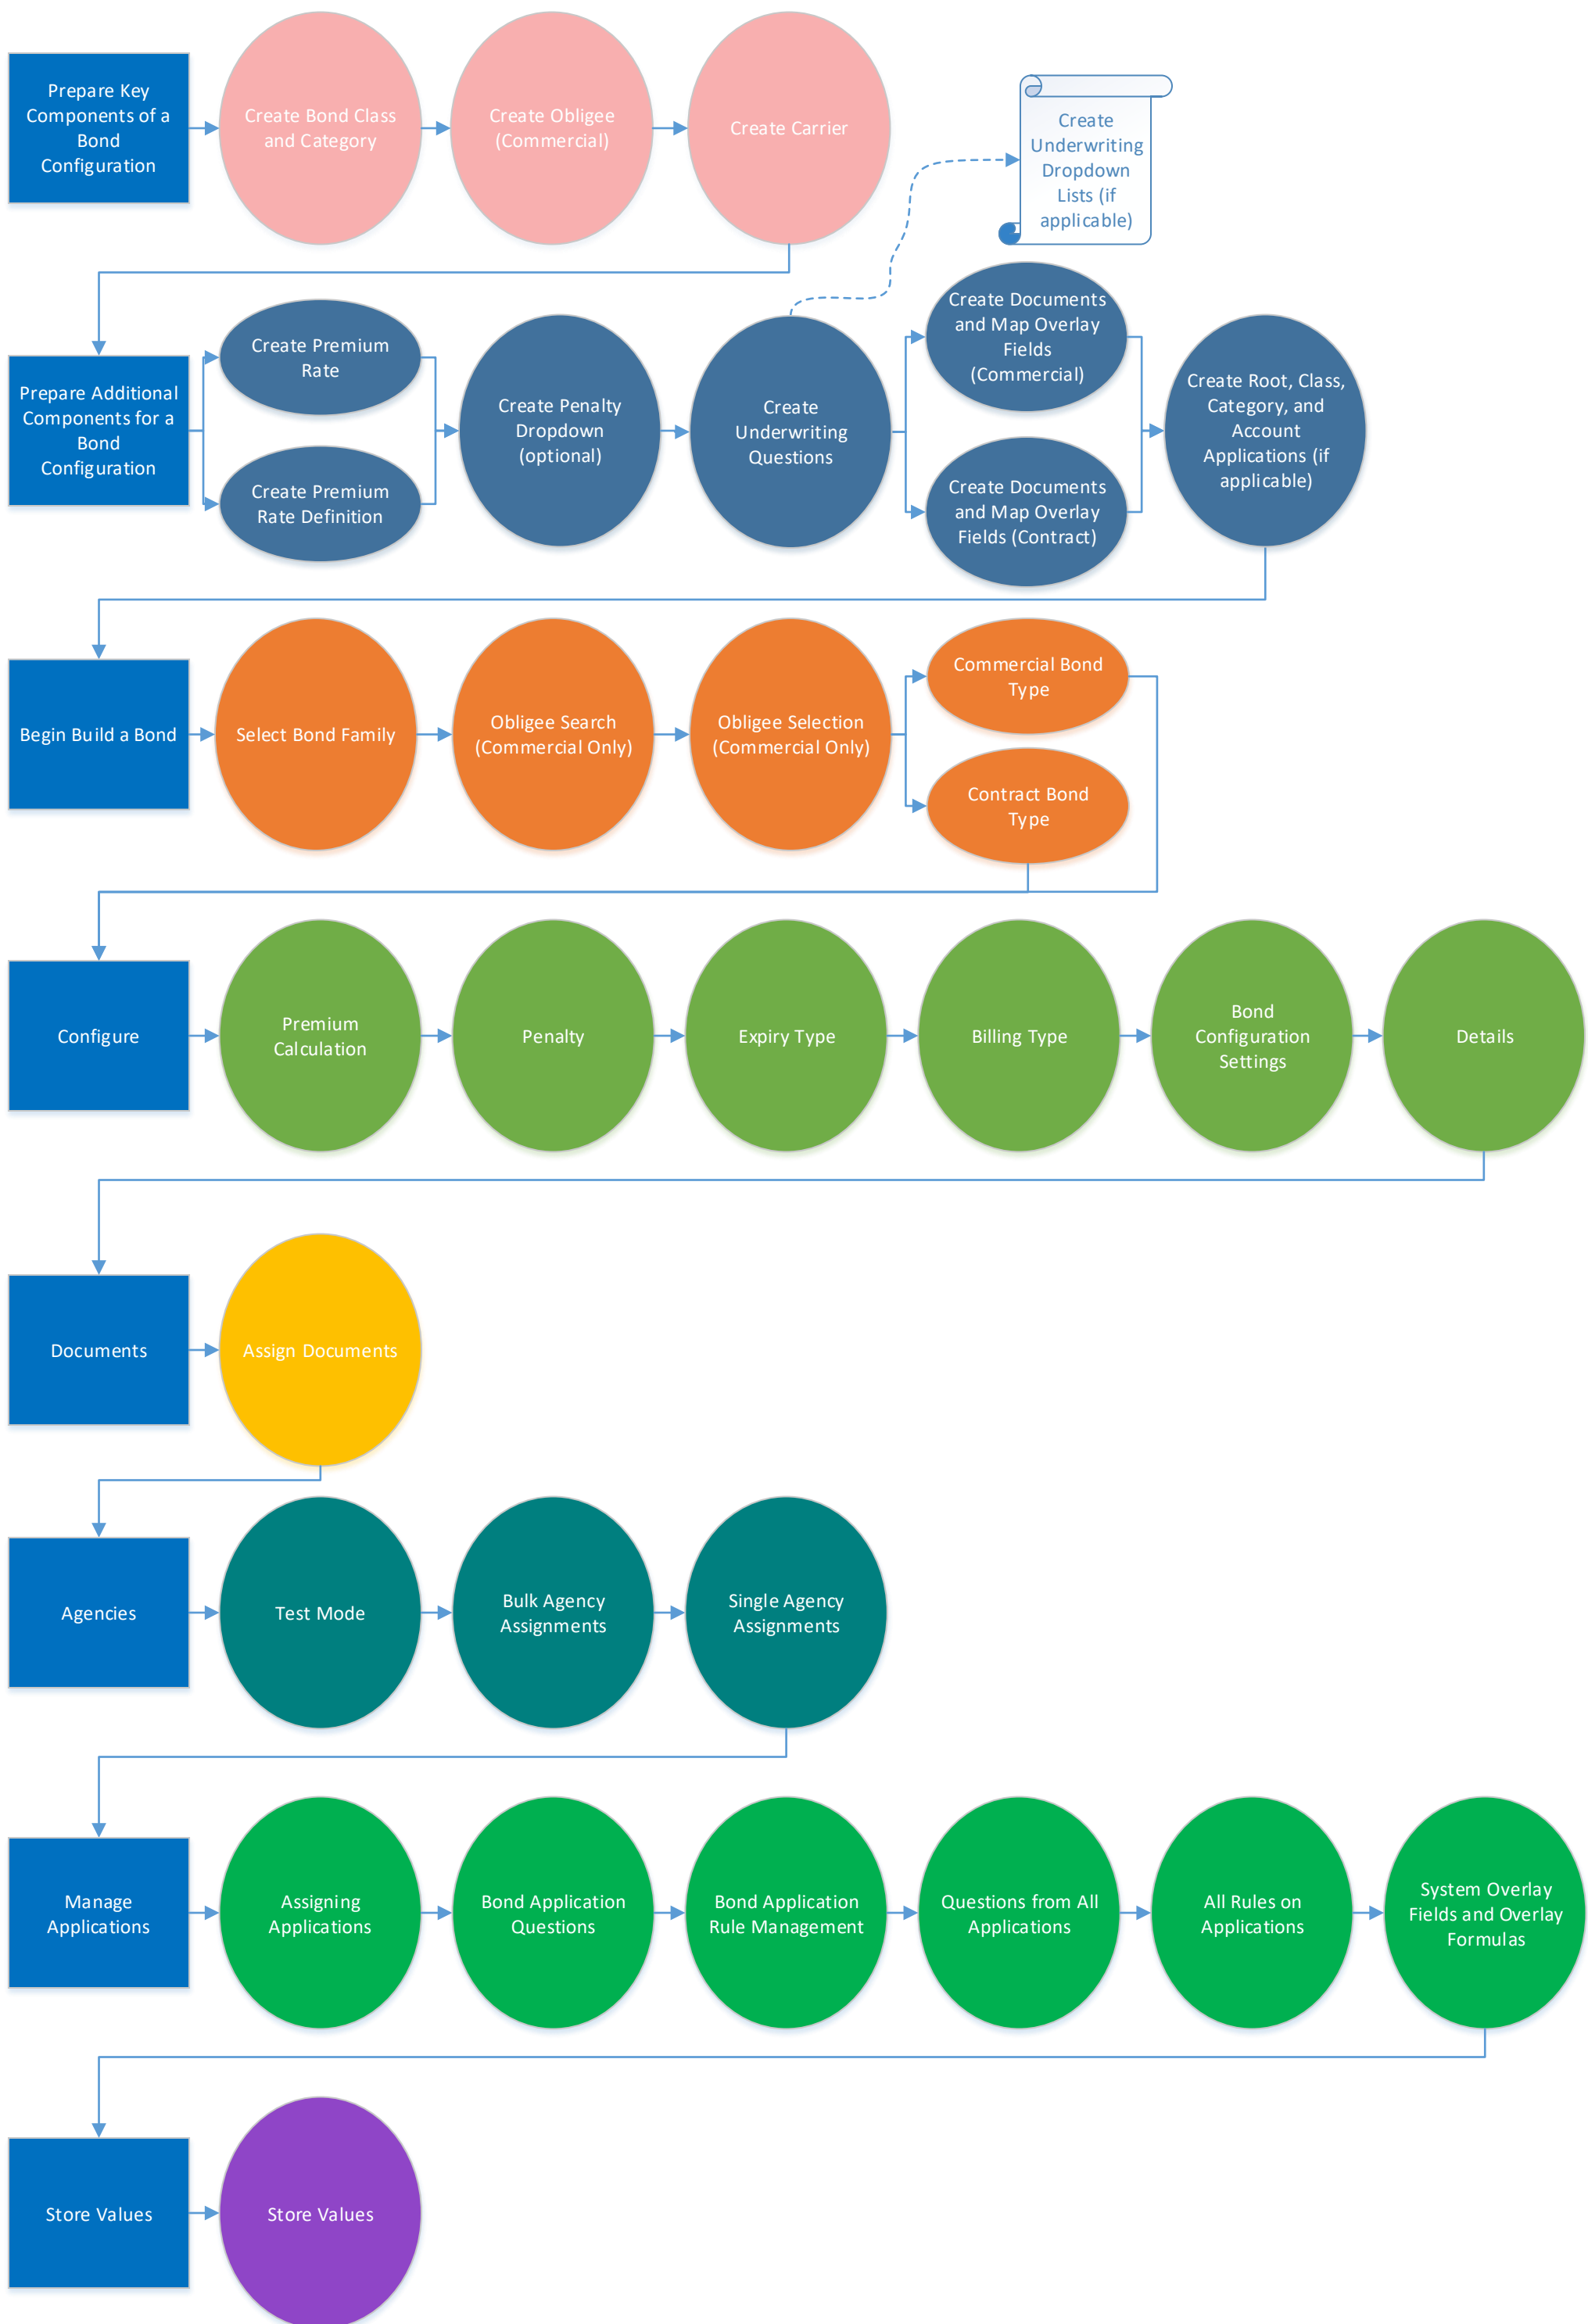 Prepare Key
Components of a
Bond
Configuration
Create Bond Class
and Category
Create Obligee
(Commercial)
Create Carrier
Create
Underwriting
Dropdown
Lists (if
applicable)
Prepare Additional
Components for a
Bond
Configuration
Create Premium
Rate
Create Premium
Rate Definition
Create Penalty
Dropdown
(optional)
Create
Underwriting
Questions
Create Documents
and Map Overlay
Fields
(Commercial)
Create Documents
and Map Overlay
Fields (Contract)
Create Root, Class,
Category, and
Account
Applications (if
applicable)
Begin Build a Bond
Select Bond Family
Obligee Search
(Commercial Only)
Obligee Selection
(Commercial Only)
Commercial Bond
Type
Contract Bond
Type
Configure
Premium
Calculation
Penalty
Expiry Type
Billing Type
Bond
Configuration
Settings
Details
Documents
Assign Documents
Agencies
Test Mode
Bulk Agency
Assignments
Single Agency
Assignments
Manage
Applications
Assigning
Applications
Bond Application
Questions
Bond Application
Rule Management
Questions from All
Applications
All Rules on
Applications
System Overlay
Fields and Overlay
Formulas
Store Values
Store Values